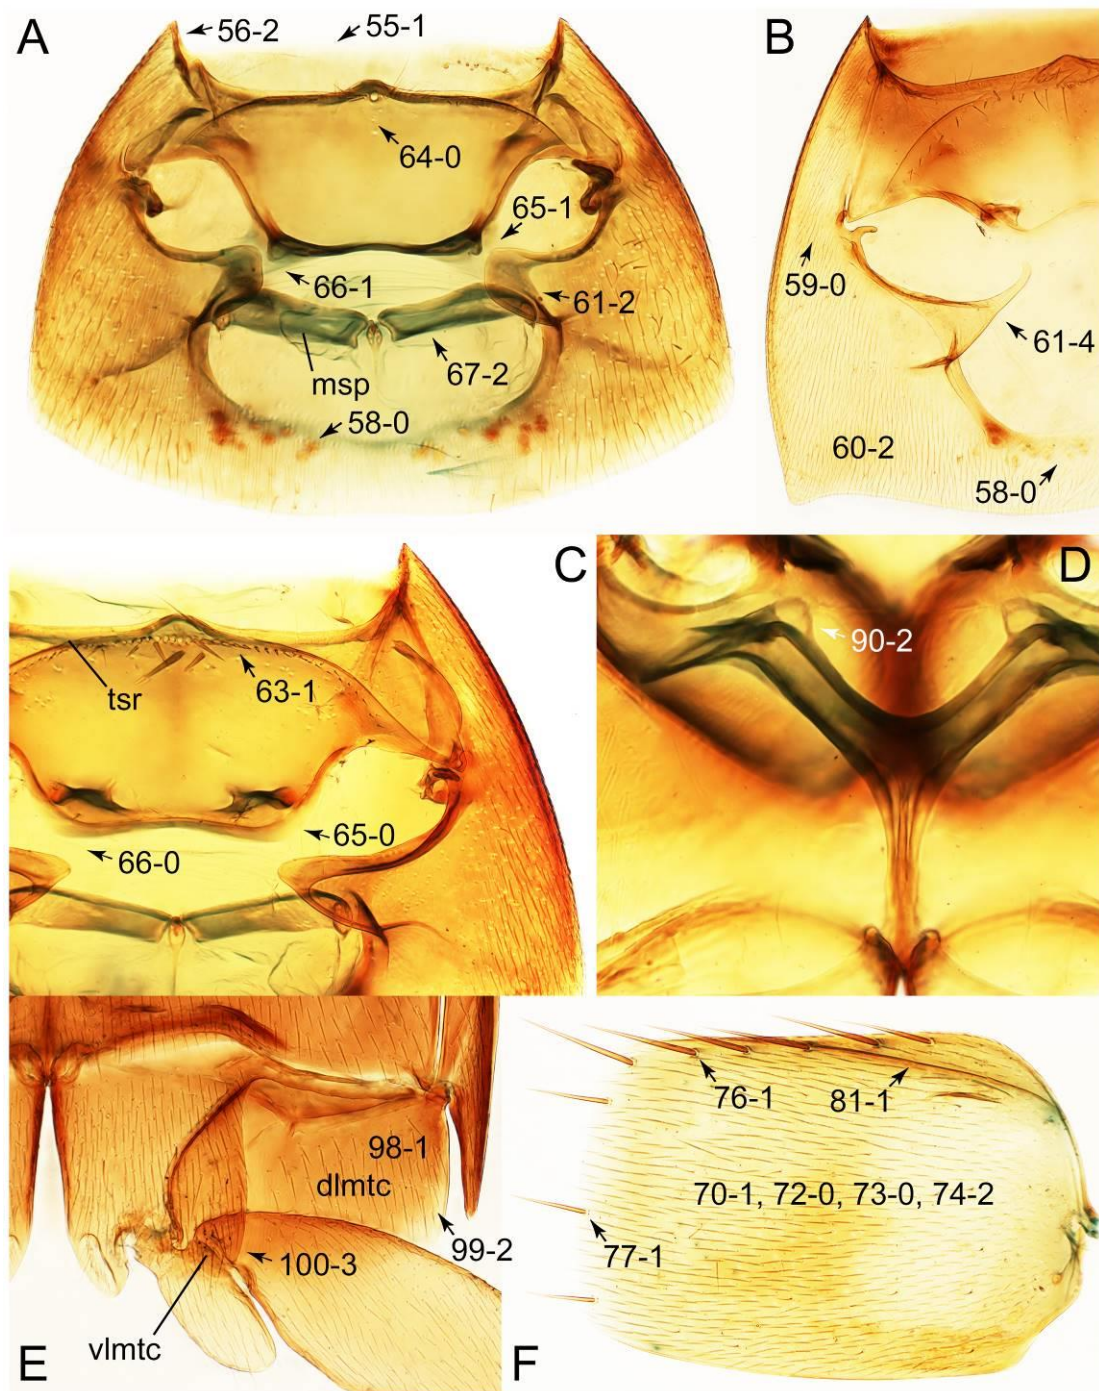 A
56-2
55-1
64-0
65-1
66-1
61-2
msp
67-2
58-0
B
59-0
61-4
60-2
58-0
C
tsr
63-1
65-0
66-0
D
90-2
98-1
dlmtc
99-2
100-3
vlmtc
E
76-1
81-1
70-1, 72-0, 73-0, 74-2
77-1
F